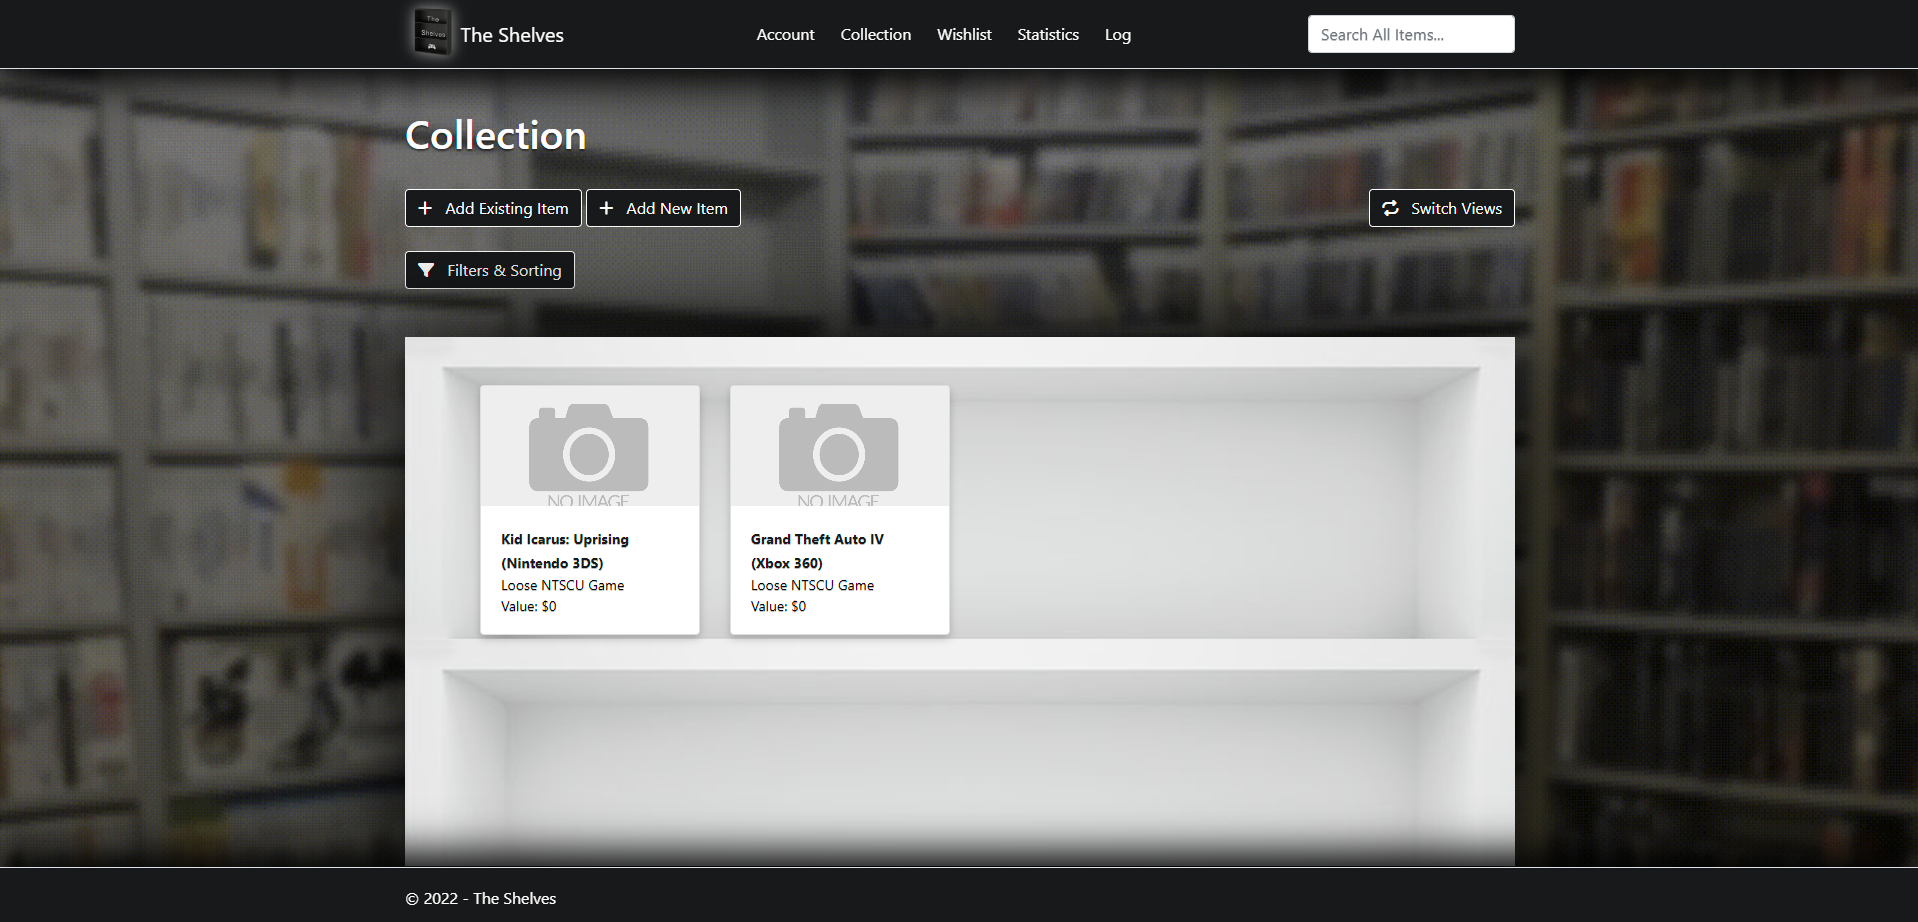 The
Shelves
The Shelves
Account
Collection
Wishlist
Statistics
Log
Search All Items...
Collection
Add Existing Item
Add New Item
Switch Views
Filters & Sorting
NO IMAGE
Kid Icarus: Uprising
(Nintendo 3DS)
Loose NTSCU Game
Value: $0
NO IMAGE
Grand Theft Auto IV
(Xbox 360)
Loose NTSCU Game
Value: $0
© 2022 - The Shelves